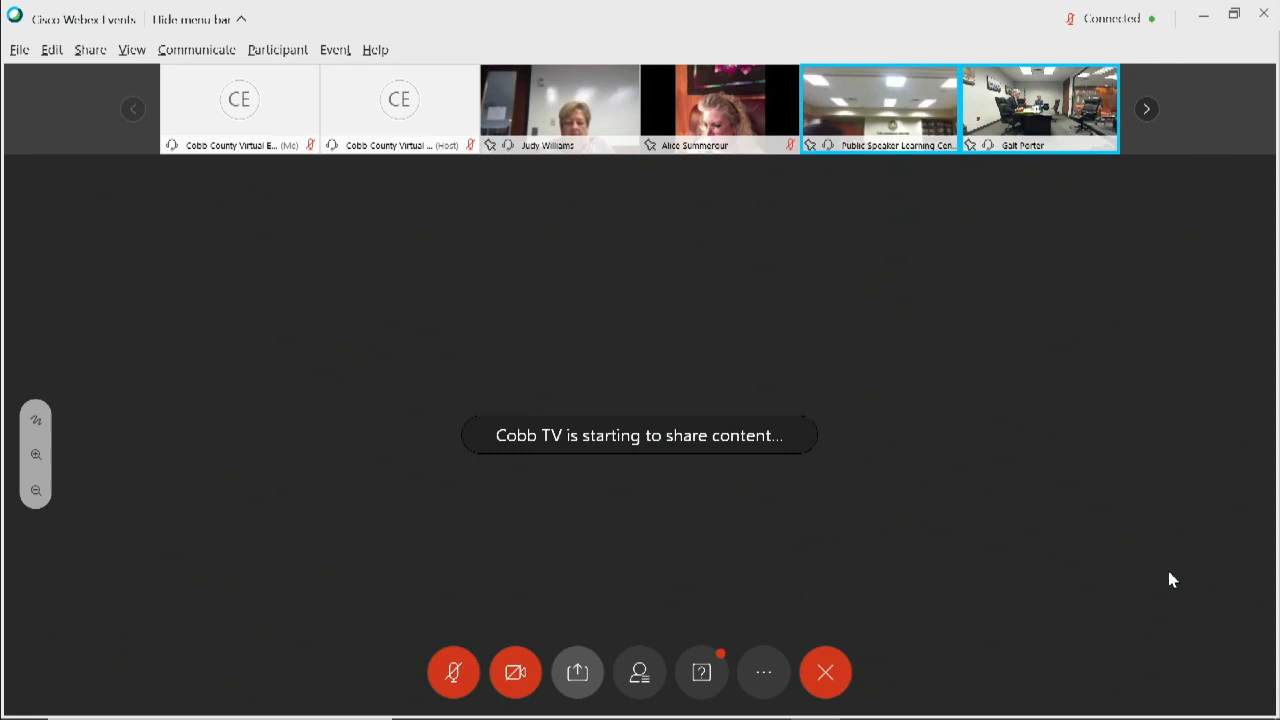 Cisco Webex Events
Hide menu bar
Connected
File Edit Share View Communicate Participant Event Help
CE
CE
Cobb County Virtual E... (Me)
Cobb County Virtual ... (Host)
Judy Williams
Alice Summerour
Public Speaker Learning Cen...
Galt Porter
Cobb TV is starting to share content...